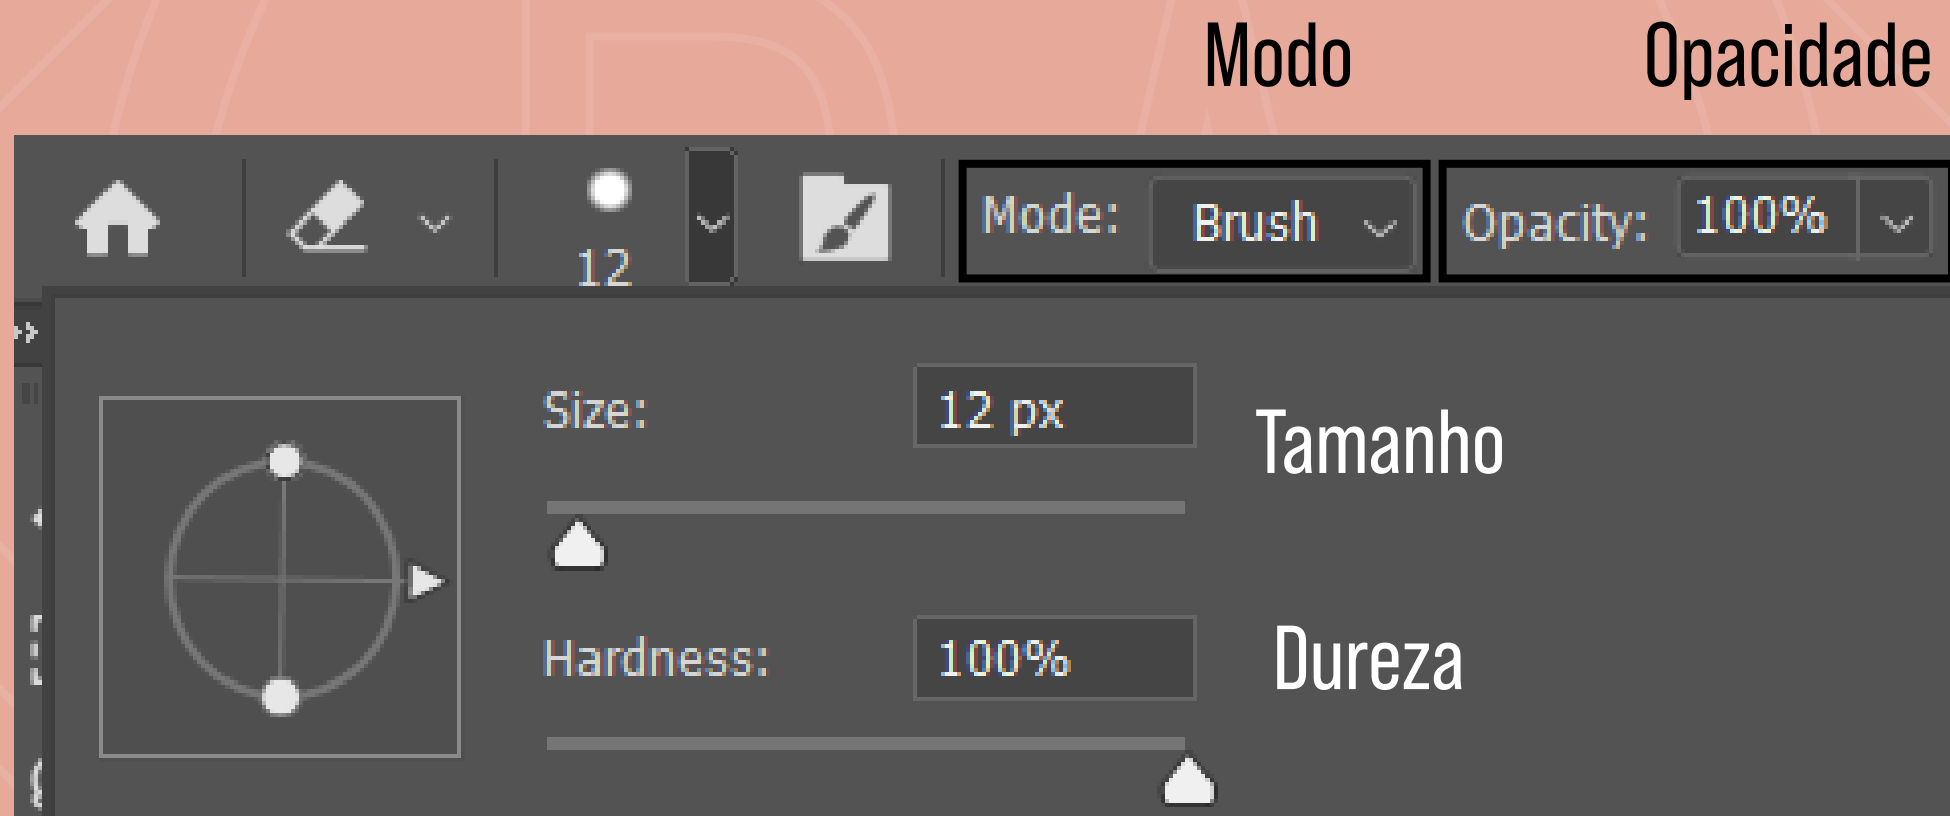 Modo Opacidade
12 Mode: Brush Opacity: 100%
Size: 12 px Tamanho
Hardness: 100% Dureza